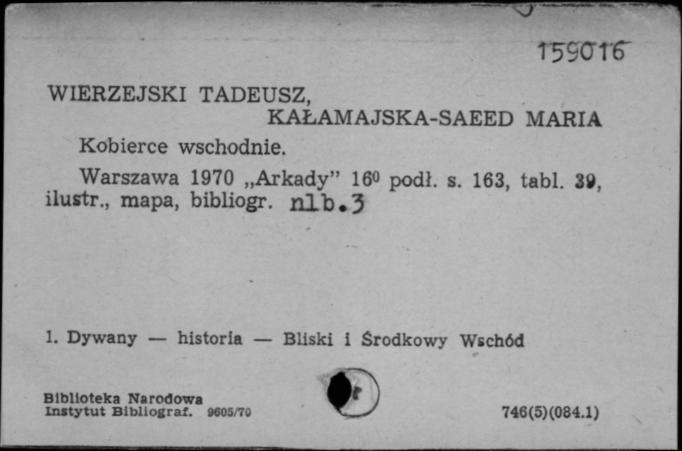 159016
WIERZEJSKI TADEUSZ,
KAŁAMAJSKA-SAEED MARIA
Kobierce wschodnie.
Warszawa 1970 „Arkady” 16⁰ podł. s. 163, tabl. 39,
ilustr., mapa, bibliogr. nlb.3
1. Dywany — historia — Bliski i Środkowy Wschód
Biblioteka Narodowa
Instytut Bibliograf. 9605/70
746(5)(084.1)